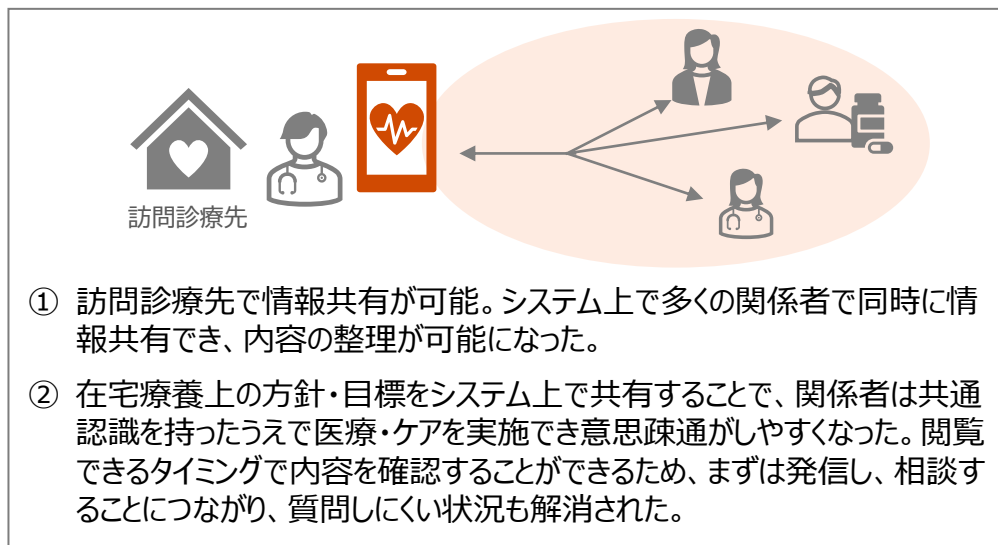 訪問診療先
① 訪問診療先で情報共有が可能。システム上で多くの関係者で同時に情
報共有でき、内容の整理が可能になった。
② 在宅療養上の方針・目標をシステム上で共有することで、関係者は共通
認識を持ったうえで医療・ケアを実施でき意思疎通がしやすくなった。閲覧
できるタイミングで内容を確認することができるため、まずは発信し、相談す
ることにつながり、質問しにくい状況も解消された。